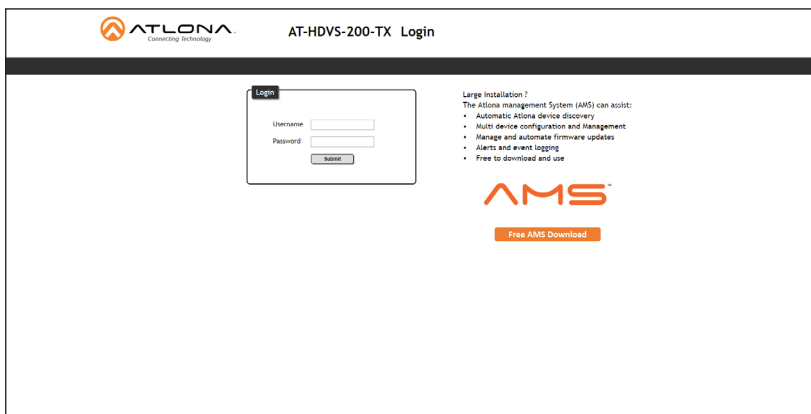 ATLONA.
Connecting Technology
AT-HDVS-200-TX Login
Login
Username
Password
Submit
Large Installation ?
The Atlona management System (AMS) can assist:
• Automatic Atlona device discovery
• Multi device configuration and Management
• Manage and automate firmware updates
• Alerts and event logging
• Free to download and use
AMS™
Free AMS Download